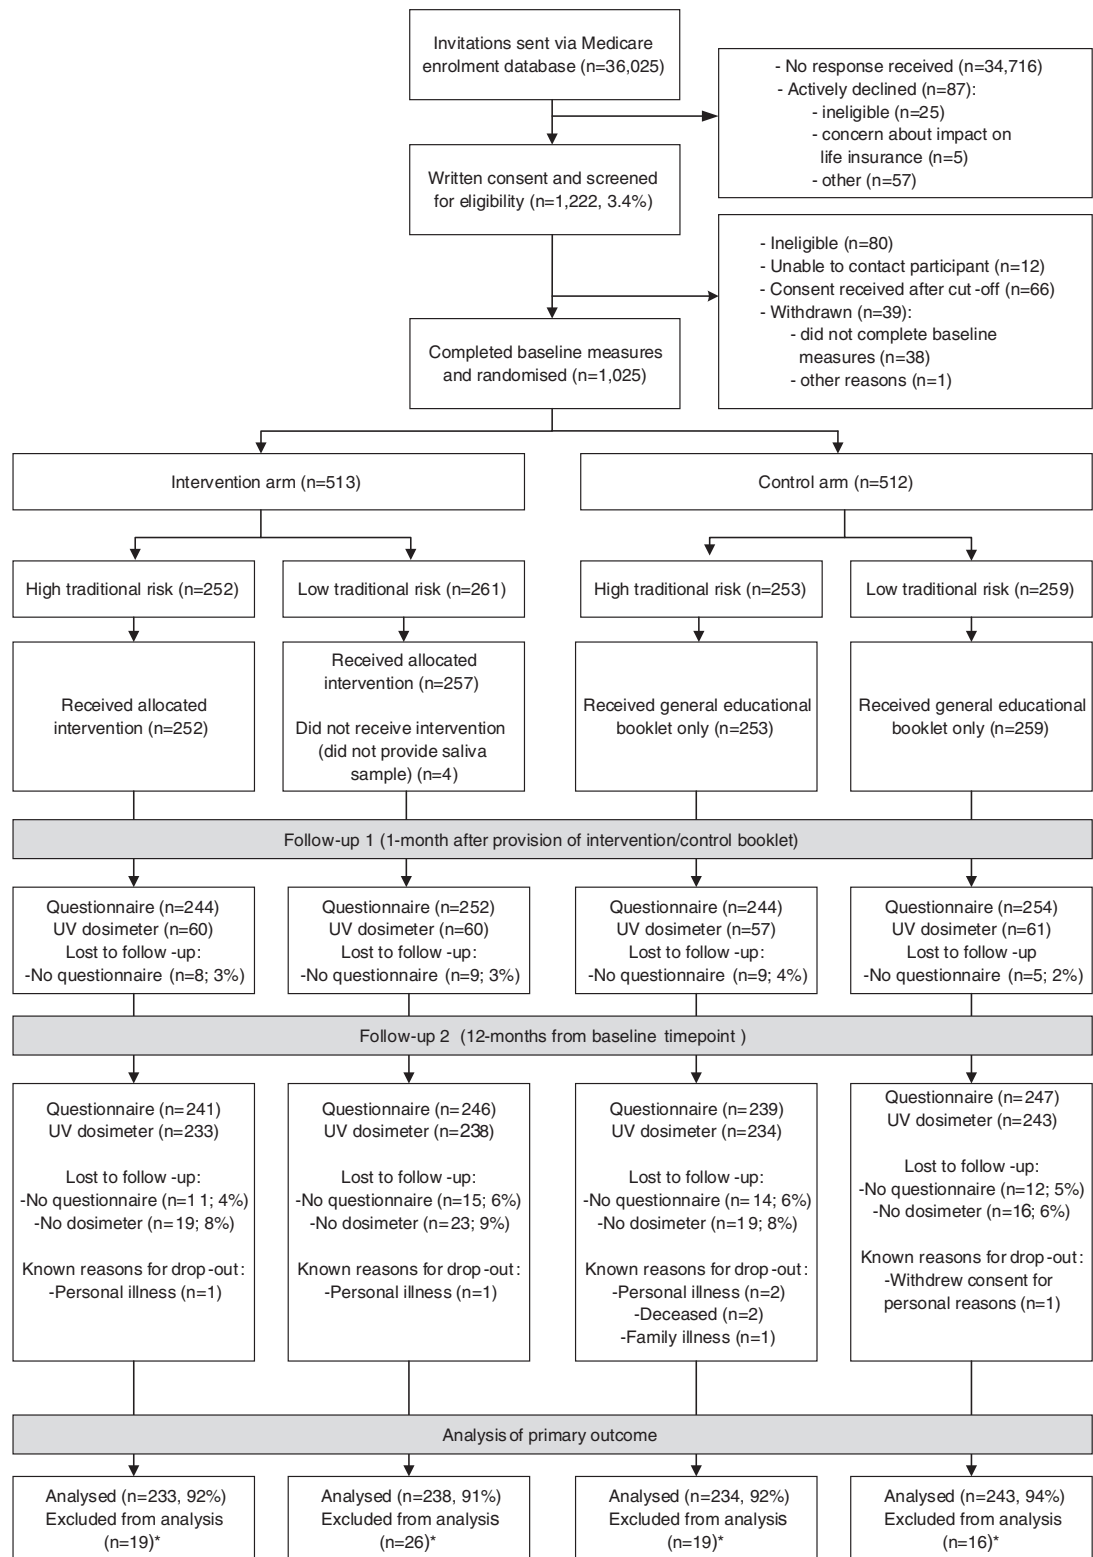 Invitations sent via Medicare
enrolment database (n=36,025)
- No response received (n=34,716)
- Actively declined (n=87):
- ineligible (n=25)
- concern about impact on
life insurance (n=5)
- other (n=57)
Written consent and screened
for eligibility (n=1,222, 3.4%)
- Ineligible (n=80)
- Unable to contact participant (n=12)
- Consent received after cut-off (n=66)
- Withdrawn (n=39):
- did not complete baseline
measures (n=38)
- other reasons (n=1)
Completed baseline measures
and randomised (n=1,025)
Intervention arm (n=513)
Control arm (n=512)
High traditional risk (n=252)
Low traditional risk (n=261)
High traditional risk (n=253)
Low traditional risk (n=259)
Received allocated
intervention (n=252)
Received allocated
intervention (n=257)
Did not receive intervention
(did not provide saliva
sample) (n=4)
Received general educational
booklet only (n=253)
Received general educational
booklet only (n=259)
Follow-up 1 (1-month after provision of intervention/control booklet)
Questionnaire (n=244)
UV dosimeter (n=60)
Lost to follow-up:
-No questionnaire (n=8; 3%)
Questionnaire (n=252)
UV dosimeter (n=60)
Lost to follow-up:
-No questionnaire (n=9; 3%)
Questionnaire (n=244)
UV dosimeter (n=57)
Lost to follow-up:
-No questionnaire (n=9; 4%)
Questionnaire (n=254)
UV dosimeter (n=61)
Lost to follow-up
-No questionnaire (n=5; 2%)
Follow-up 2 (12-months from baseline timepoint )
Questionnaire (n=241)
UV dosimeter (n=233)
Lost to follow-up:
-No questionnaire (n=11; 4%)
-No dosimeter (n=19; 8%)
Known reasons for drop-out:
-Personal illness (n=1)
Questionnaire (n=246)
UV dosimeter (n=238)
Lost to follow-up:
-No questionnaire (n=15; 6%)
-No dosimeter (n=23; 9%)
Known reasons for drop-out:
-Personal illness (n=1)
Questionnaire (n=239)
UV dosimeter (n=234)
Lost to follow-up:
-No questionnaire (n=14; 6%)
-No dosimeter (n=19; 8%)
Known reasons for drop-out:
-Personal illness (n=2)
-Deceased (n=2)
-Family illness (n=1)
Questionnaire (n=247)
UV dosimeter (n=243)
Lost to follow-up:
-No questionnaire (n=12; 5%)
-No dosimeter (n=16; 6%)
Known reasons for drop-out:
-Withdrew consent for
personal reasons (n=1)
Analysis of primary outcome
Analysed (n=233, 92%)
Excluded from analysis
(n=19)*
Analysed (n=238, 91%)
Excluded from analysis
(n=26)*
Analysed (n=234, 92%)
Excluded from analysis
(n=19)*
Analysed (n=243, 94%)
Excluded from analysis
(n=16)*